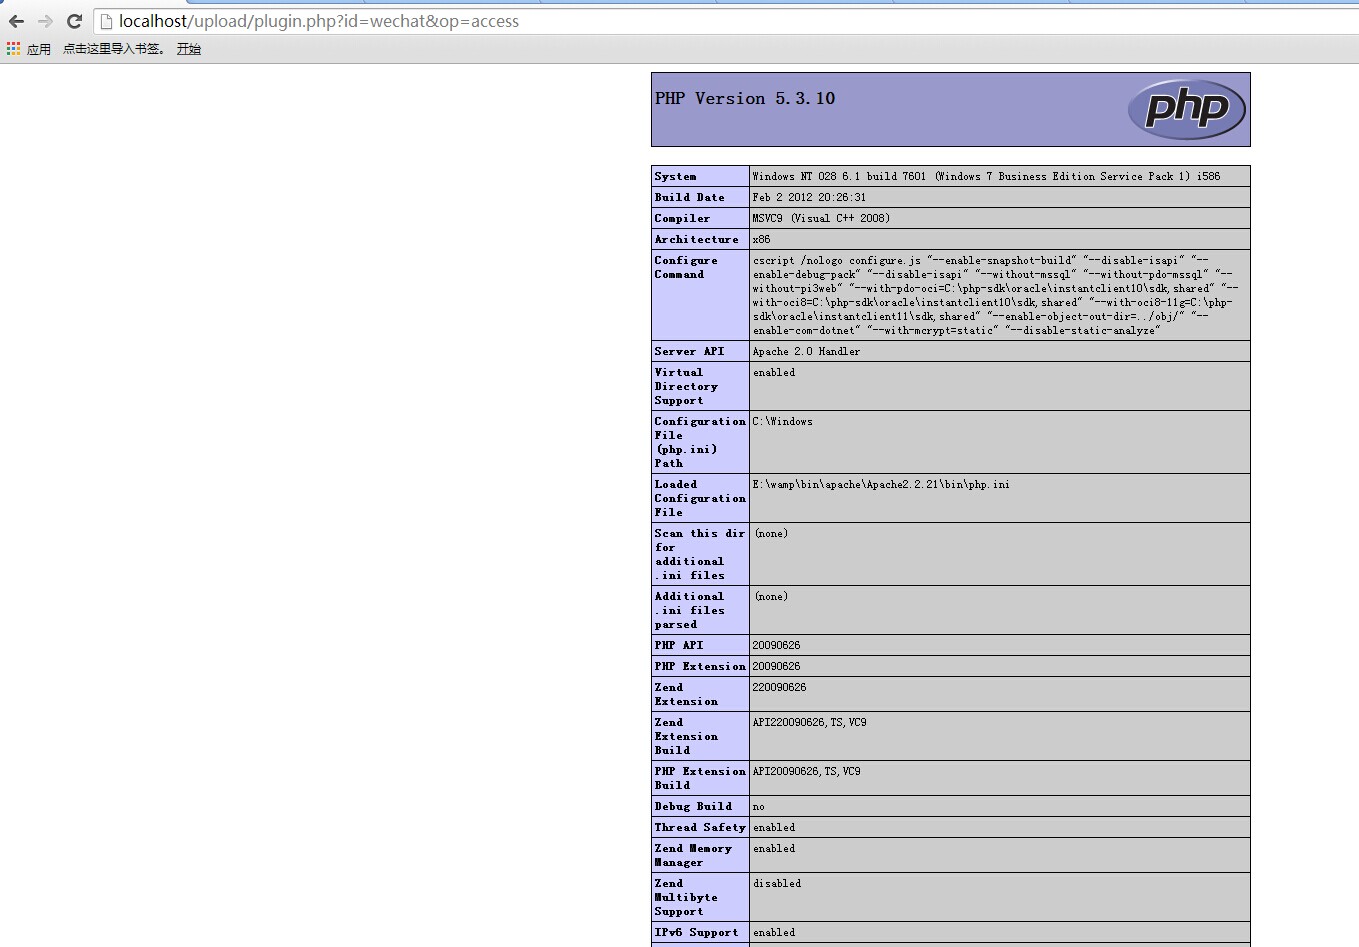 localhost/upload/plugin.php?id=wechat&op=access
应用 点击这里导入书签。 开始
PHP Version 5.3.10
php
System Windows NT 028 6.1 build 7601 (Windows 7 Business Edition Service Pack 1) i586
Build Date Feb 2 2012 20:26:31
Compiler MSVC9 (Visual C++ 2008)
Architecture x86
Configure Command
cscript /nologo configure.js "--enable-snapshot-build" "--disable-isapi" "--
enable-debug-pack" "--disable-isapi" "--without-mssql" "--without-pdo-mssql" "--
without-pi3web" "--with-pdo-oci=C:\php-sdk\oracle\instantclient10\sdk,shared" "--
with-oci8=C:\php-sdk\oracle\instantclient10\sdk,shared" "--with-oci8-11g=C:\php-
sdk\oracle\instantclient11\sdk,shared" "--enable-object-out-dir=../obj/" "--
enable-com-dotnet" "--with-mcrypt=static" "--disable-static-analyze"
Server API Apache 2.0 Handler
Virtual
Directory
Support
enabled
Configuration
File
(php.ini)
Path
C:\Windows
Loaded
Configuration
File
E:\wamp\bin\apache\Apache2.2.21\bin\php.ini
Scan this dir
for
additional
.ini files
(none)
Additional
.ini files
parsed
(none)
PHP API 20090626
PHP Extension 20090626
Zend
Extension
220090626
Zend
Extension
Build
API220090626,TS,VC9
PHP Extension
Build
API20090626,TS,VC9
Debug Build no
Thread Safety enabled
Zend Memory
Manager
enabled
Zend
Multibyte
Support
disabled
IPv6 Support enabled